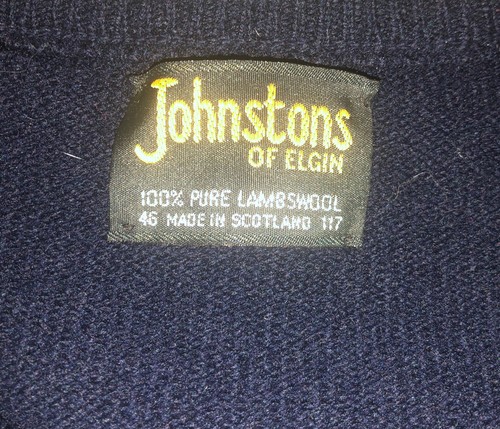 Johnstons
OF ELGIN
100% PURE LAMBSWOOL
46 MADE IN SCOTLAND 117